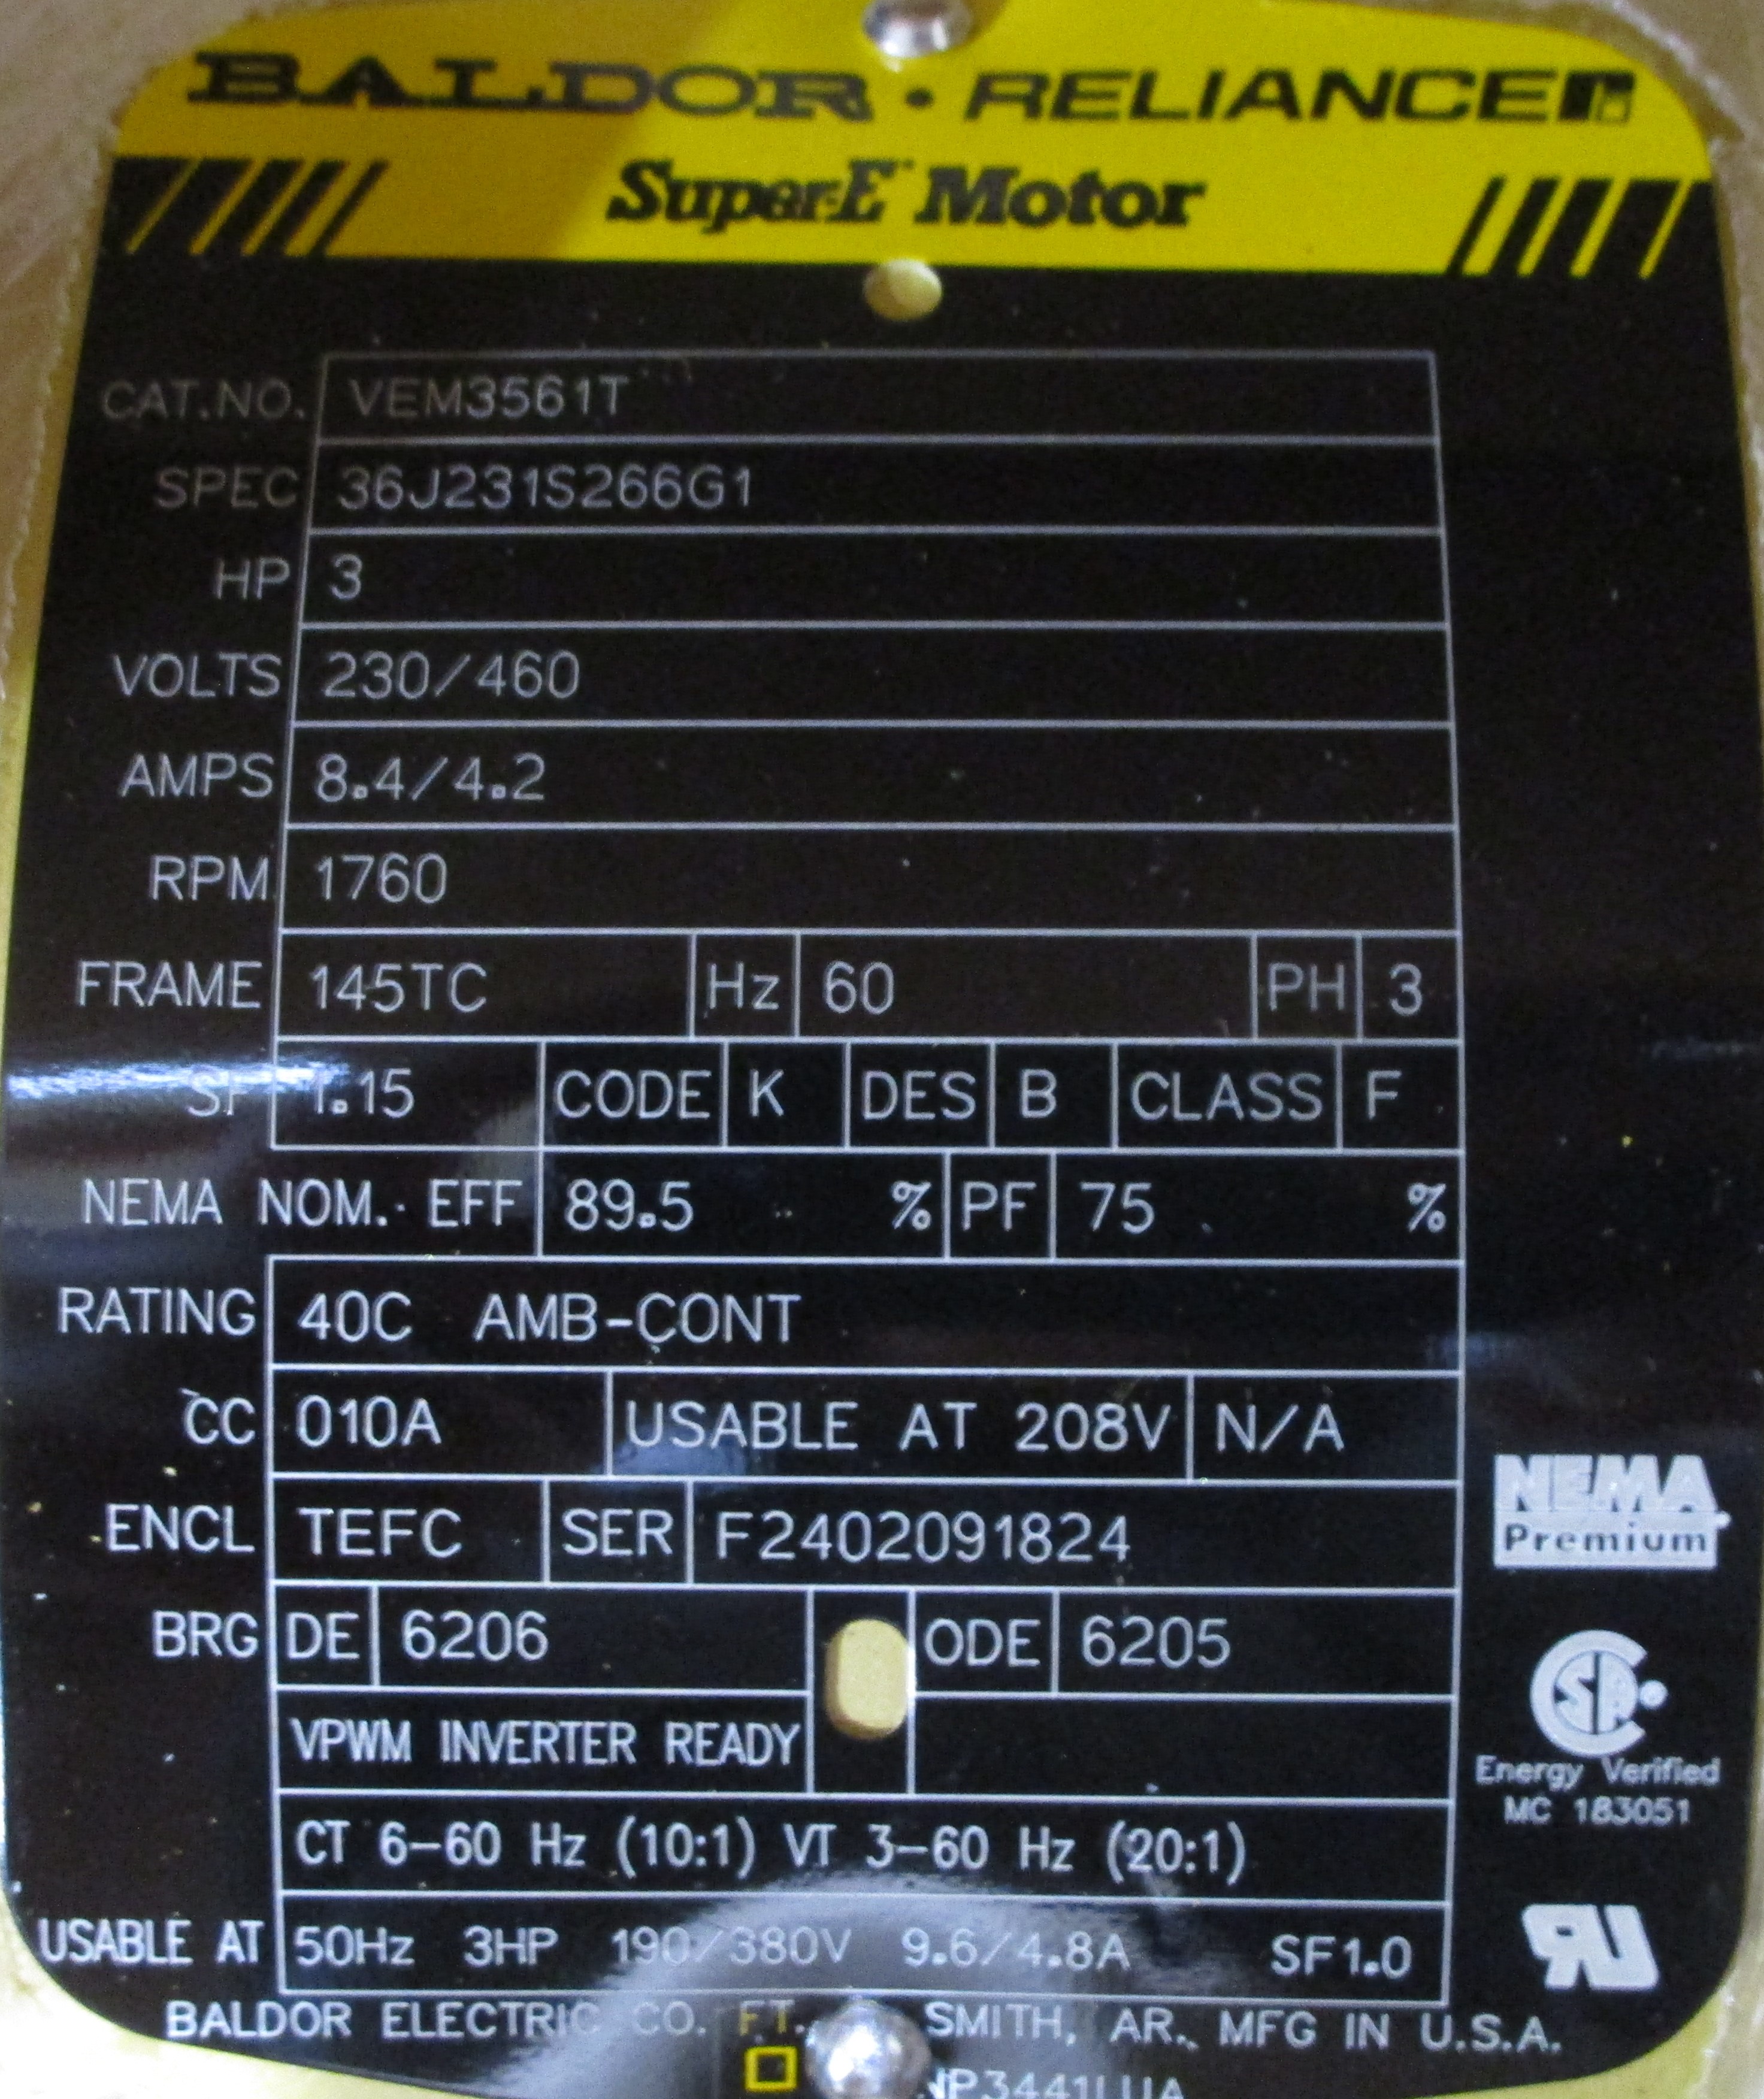 BALDOR • RELIANCE
Super-E Motor
CAT.NO. VEM3561T
SPEC 36J231S266G1
HP 3
VOLTS 230/460
AMPS 8.4/4.2
RPM 1760
FRAME 145TC Hz 60 PH 3
SF 1.15 CODE K DES B CLASS F
NEMA NOM. EFF 89.5 % PF 75 %
RATING 40C AMB-CONT
CC 010A USABLE AT 208V N/A
ENCL TEFC SER F2402091824
BRG DE 6206 ODE 6205
VPWM INVERTER READY
CT 6-60 Hz (10:1) VT 3-60 Hz (20:1)
USABLE AT 50Hz 3HP 190/380V 9.6/4.8A SF1.0
BALDOR ELECTRIC CO. FT. SMITH, AR. MFG IN U.S.A.
NEMA
Premium
SA
Energy Verified
MC 183051